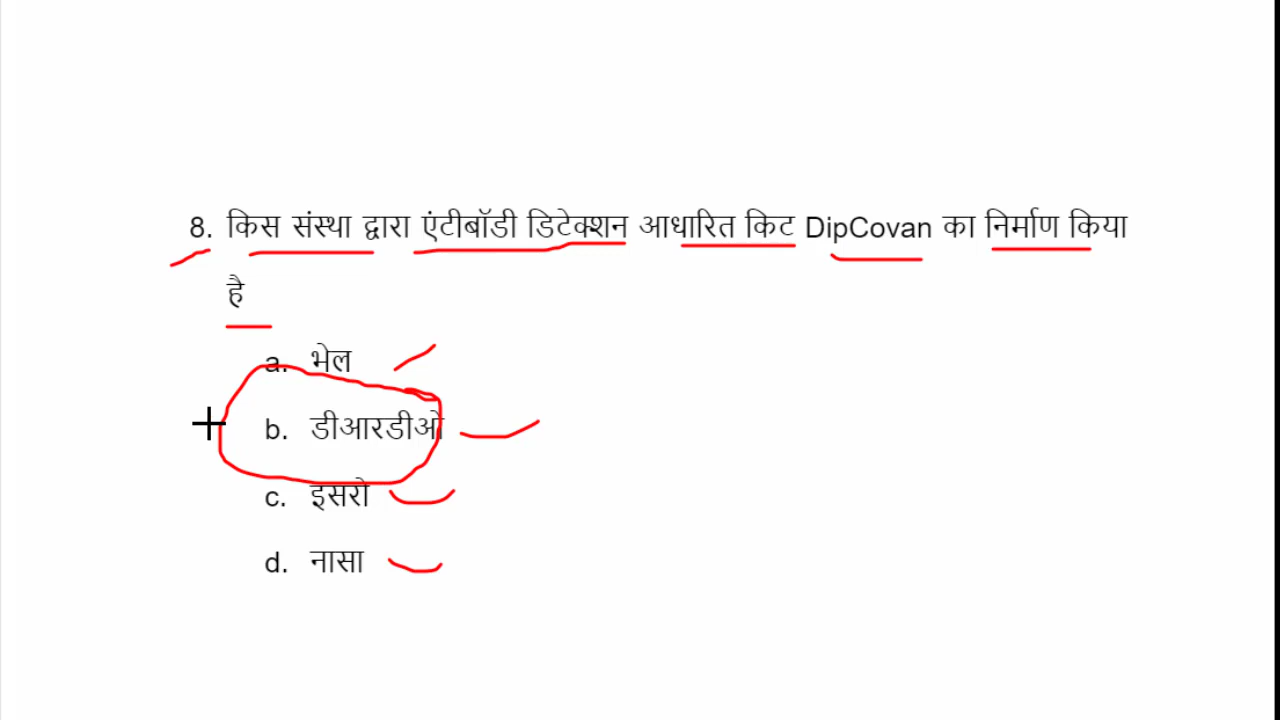 8. किस संस्था द्वारा एंटीबॉडी डिटेक्शन आधारित किट DipCovan का निर्माण किया
है
a. भेल
b. डीआरडीओ
c. इसरो
d. नासा